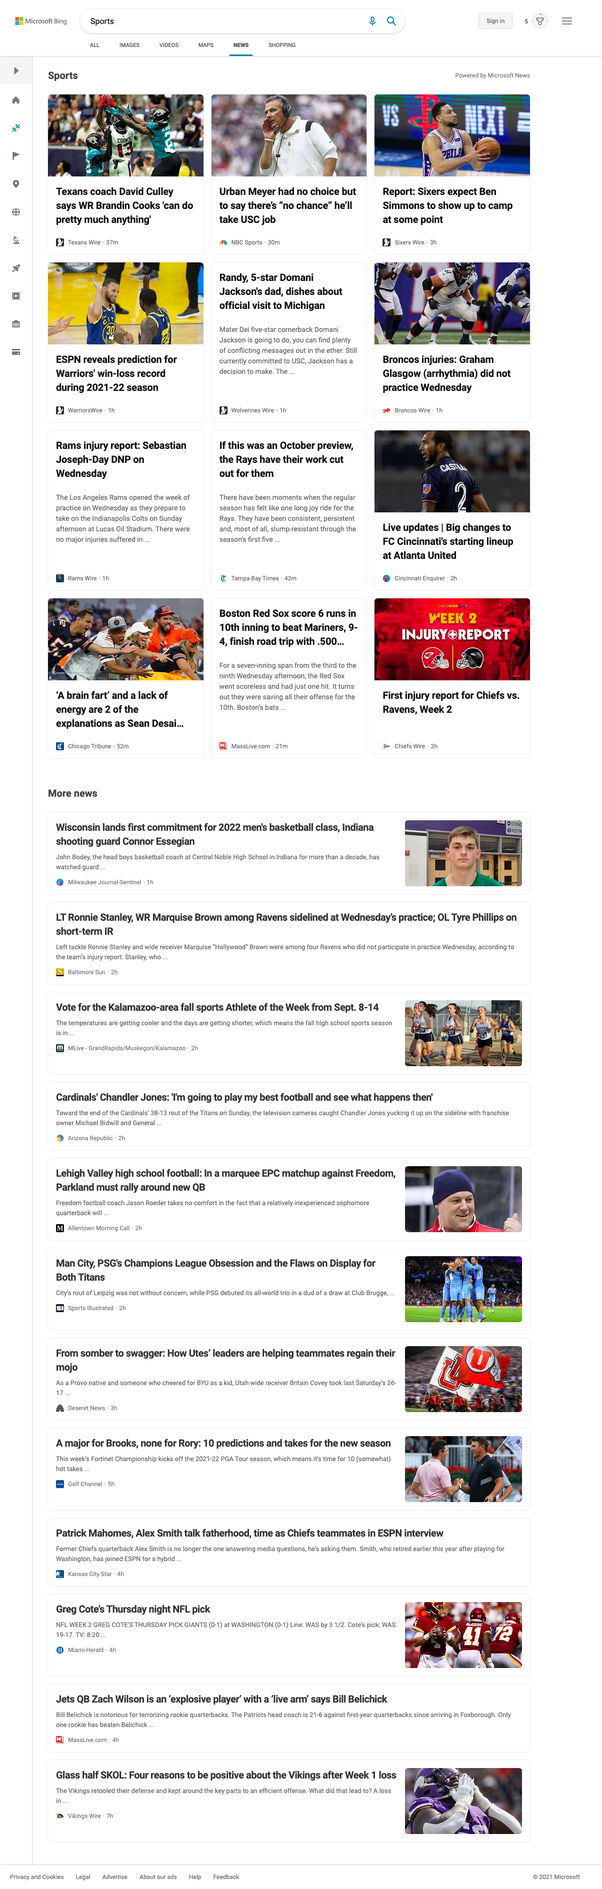 Microsoft Bing
Sports
Sign in
5
ALL
IMAGES
VIDEOS
MAPS
NEWS
SHOPPING
Sports
Powered by Microsoft News
Texans coach David Culley
says WR Brandin Cooks 'can do
pretty much anything'
Texans Wire · 37m
Urban Meyer had no choice but
to say there's "no chance" he'll
take USC job
NBC Sports · 30m
VS
NEXT
PHILA
Report: Sixers expect Ben
Simmons to show up to camp
at some point
Sixers Wire · 3h
ESPN reveals prediction for
Warriors' win-loss record
during 2021-22 season
WarriorsWire · 1h
Randy, 5-star Domani
Jackson's dad, dishes about
official visit to Michigan
Mater Dei five-star cornerback Domani
Jackson is going to do, you can find plenty
of conflicting messages out in the ether. Still
currently committed to USC, Jackson has a
decision to make. The ...
Wolverines Wire · 1h
Broncos injuries: Graham
Glasgow (arrhythmia) did not
practice Wednesday
Broncos Wire · 1h
Rams injury report: Sebastian
Joseph-Day DNP on
Wednesday
The Los Angeles Rams opened the week of
practice on Wednesday as they prepare to
take on the Indianapolis Colts on Sunday
afternoon at Lucas Oil Stadium. There were
no major injuries suffered in ...
Rams Wire · 1h
If this was an October preview,
the Rays have their work cut
out for them
There have been moments when the regular
season has felt like one long joy ride for the
Rays. They have been consistent, persistent
and, most of all, slump-resistant through the
season's first five ...
Tampa Bay Times · 42m
2
Live updates | Big changes to
FC Cincinnati's starting lineup
at Atlanta United
Cincinnati Enquirer · 2h
'A brain fart' and a lack of
energy are 2 of the
explanations as Sean Desai...
Chicago Tribune · 52m
Boston Red Sox score 6 runs in
10th inning to beat Mariners, 9-
4, finish road trip with .500...
For a seven-inning span from the third to the
ninth Wednesday afternoon, the Red Sox
went scoreless and had just one hit. It turns
out they were saving all their offense for the
10th. Boston's bats ...
MassLive.com · 21m
WEEK 2
INJURY REPORT
First injury report for Chiefs vs.
Ravens, Week 2
Chiefs Wire · 2h
More news
Wisconsin lands first commitment for 2022 men's basketball class, Indiana
shooting guard Connor Essegian
John Bodey, the head boys basketball coach at Central Noble High School in Indiana for more than a decade, has
watched guard ...
Milwaukee Journal-Sentinel · 1h
LT Ronnie Stanley, WR Marquise Brown among Ravens sidelined at Wednesday's practice; OL Tyre Phillips on
short-term IR
Left tackle Ronnie Stanley and wide receiver Marquise "Hollywood" Brown were among four Ravens who did not participate in practice Wednesday, according to
the team's injury report. Stanley, who ...
Baltimore Sun · 2h
Vote for the Kalamazoo-area fall sports Athlete of the Week from Sept. 8-14
The temperatures are getting cooler and the days are getting shorter, which means the fall high school sports season
is in ...
MLive - GrandRapids/Muskegon/Kalamazoo · 2h
Cardinals' Chandler Jones: 'I'm going to play my best football and see what happens then'
Toward the end of the Cardinals' 38-13 rout of the Titans on Sunday, the television cameras caught Chandler Jones yucking it up on the sideline with franchise
owner Michael Bidwill and General ...
Arizona Republic · 2h
Lehigh Valley high school football: In a marquee EPC matchup against Freedom,
Parkland must rally around new QB
Freedom football coach Jason Roeder takes no comfort in the fact that a relatively inexperienced sophomore
quarterback will ...
Allentown Morning Call · 2h
Man City, PSG's Champions League Obsession and the Flaws on Display for
Both Titans
City's rout of Leipzig was not without concern, while PSG debuted its all-world trio in a dud of a draw at Club Brugge, ...
Sports Illustrated · 2h
From somber to swagger: How Utes' leaders are helping teammates regain their
mojo
As a Provo native and someone who cheered for BYU as a kid, Utah wide receiver Britain Covey took last Saturday's 26-
17 ...
Deseret News · 3h
A major for Brooks, none for Rory: 10 predictions and takes for the new season
This week's Fortinet Championship kicks off the 2021-22 PGA Tour season, which means it's time for 10 (somewhat)
hot takes ...
Golf Channel · 5h
Patrick Mahomes, Alex Smith talk fatherhood, time as Chiefs teammates in ESPN interview
Former Chiefs quarterback Alex Smith is no longer the one answering media questions, he's asking them. Smith, who retired earlier this year after playing for
Washington, has joined ESPN for a hybrid ...
Kansas City Star · 4h
Greg Cote's Thursday night NFL pick
NFL WEEK 2 GREG COTE'S THURSDAY PICK GIANTS (0-1) at WASHINGTON (0-1) Line: WAS by 3 1/2. Cote's pick: WAS
19-17. TV: 8:20 ...
Miami Herald · 4h
41
72
Jets QB Zach Wilson is an 'explosive player' with a 'live arm' says Bill Belichick
Bill Belichick is notorious for terrorizing rookie quarterbacks. The Patriots head coach is 21-6 against first-year quarterbacks since arriving in Foxborough. Only
one rookie has beaten Belichick ...
MassLive.com · 4h
Glass half SKOL: Four reasons to be positive about the Vikings after Week 1 loss
The Vikings retooled their defense and kept around the key parts to an efficient offense. What did that lead to? A loss
in ...
Vikings Wire · 7h
Privacy and Cookies
Legal
Advertise
About our ads
Help
Feedback
© 2021 Microsoft